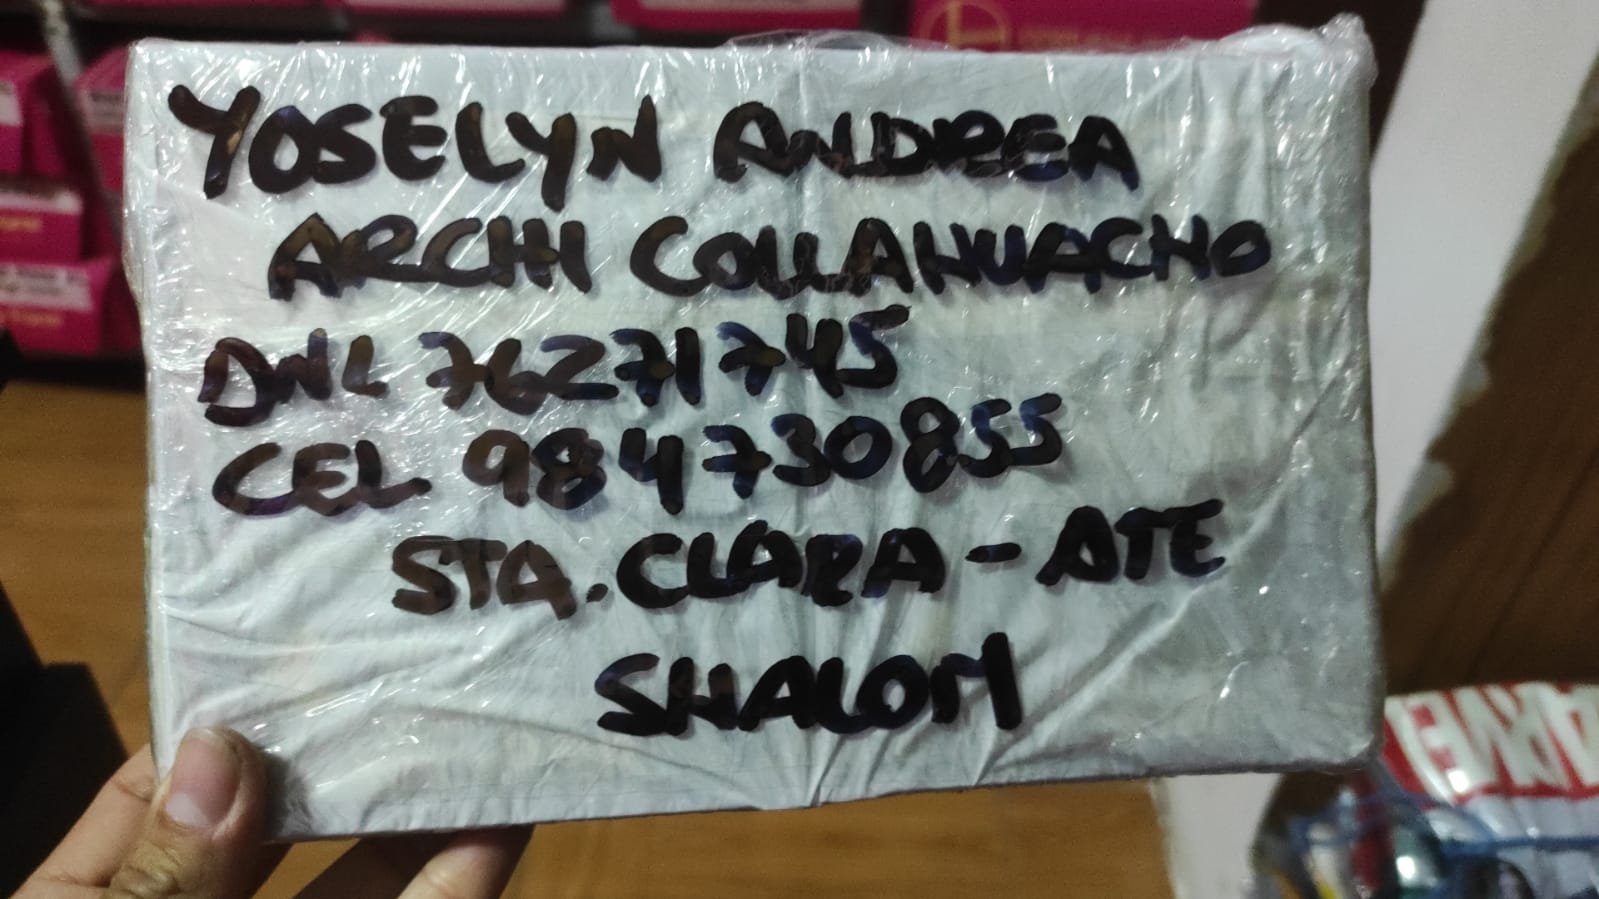 YOSELYN ANDREA
ARCHI COLLAHUACHO
DNI 76271745
CEL 984730855
STA. CLARA - ATE
SHALOM